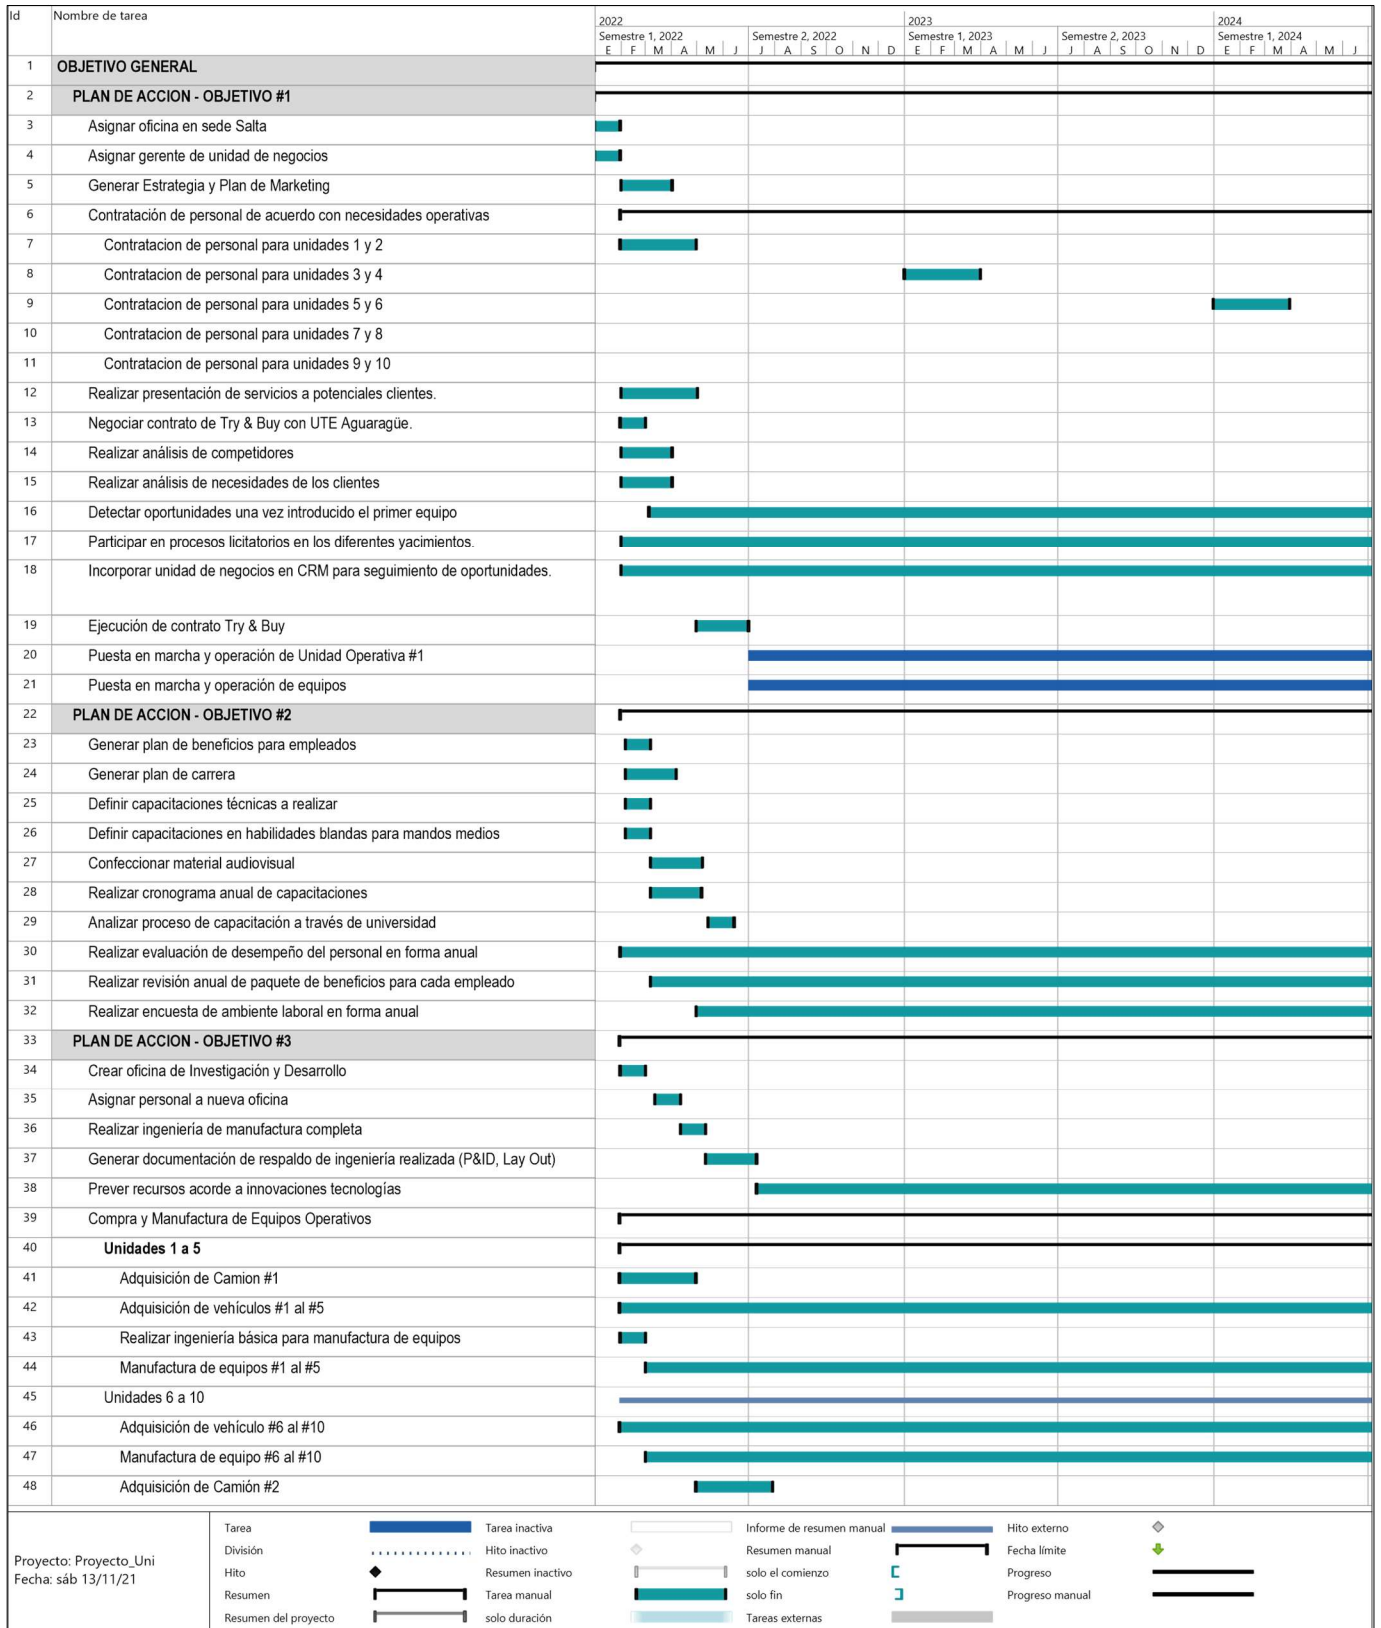 Id Nombre de tarea 2022 2023 2024
Semestre 1, 2022 Semestre 2, 2022 Semestre 1, 2023 Semestre 2, 2023 Semestre 1, 2024
E F M A M J J A S O N D E F M A M J J A S O N D E F M A M J
1 OBJETIVO GENERAL
2 PLAN DE ACCION - OBJETIVO #1
3 Asignar oficina en sede Salta
4 Asignar gerente de unidad de negocios
5 Generar Estrategia y Plan de Marketing
6 Contratación de personal de acuerdo con necesidades operativas
7 Contratacion de personal para unidades 1 y 2
8 Contratacion de personal para unidades 3 y 4
9 Contratacion de personal para unidades 5 y 6
10 Contratacion de personal para unidades 7 y 8
11 Contratacion de personal para unidades 9 y 10
12 Realizar presentación de servicios a potenciales clientes.
13 Negociar contrato de Try & Buy con UTE Aguaragüe.
14 Realizar análisis de competidores
15 Realizar análisis de necesidades de los clientes
16 Detectar oportunidades una vez introducido el primer equipo
17 Participar en procesos licitatorios en los diferentes yacimientos.
18 Incorporar unidad de negocios en CRM para seguimiento de oportunidades.
19 Ejecución de contrato Try & Buy
20 Puesta en marcha y operación de Unidad Operativa #1
21 Puesta en marcha y operación de equipos
22 PLAN DE ACCION - OBJETIVO #2
23 Generar plan de beneficios para empleados
24 Generar plan de carrera
25 Definir capacitaciones técnicas a realizar
26 Definir capacitaciones en habilidades blandas para mandos medios
27 Confeccionar material audiovisual
28 Realizar cronograma anual de capacitaciones
29 Analizar proceso de capacitación a través de universidad
30 Realizar evaluación de desempeño del personal en forma anual
31 Realizar revisión anual de paquete de beneficios para cada empleado
32 Realizar encuesta de ambiente laboral en forma anual
33 PLAN DE ACCION - OBJETIVO #3
34 Crear oficina de Investigación y Desarrollo
35 Asignar personal a nueva oficina
36 Realizar ingeniería de manufactura completa
37 Generar documentación de respaldo de ingeniería realizada (P&ID, Lay Out)
38 Prever recursos acorde a innovaciones tecnologías
39 Compra y Manufactura de Equipos Operativos
40 Unidades 1 a 5
41 Adquisición de Camion #1
42 Adquisición de vehículos #1 al #5
43 Realizar ingeniería básica para manufactura de equipos
44 Manufactura de equipos #1 al #5
45 Unidades 6 a 10
46 Adquisición de vehículo #6 al #10
47 Manufactura de equipo #6 al #10
48 Adquisición de Camión #2
Proyecto: Proyecto_Uni
Fecha: sáb 13/11/21
Tarea Tarea inactiva Informe de resumen manual Hito externo
División Hito inactivo Resumen manual Fecha límite
Hito Resumen inactivo solo el comienzo Progreso
Resumen Tarea manual solo fin Progreso manual
Resumen del proyecto solo duración Tareas externas